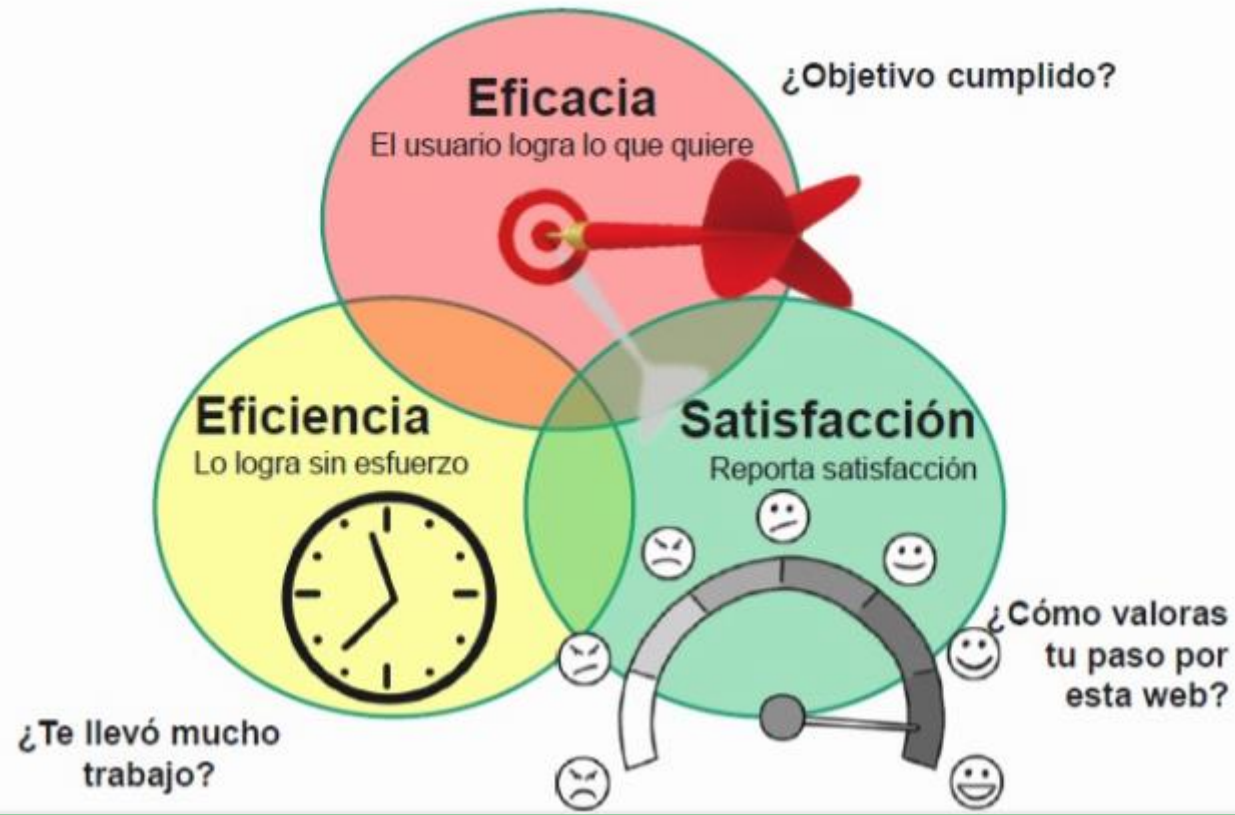 Eficacia
El usuario logra lo que quiere
¿Objetivo cumplido?
Eficiencia
Lo logra sin esfuerzo
Satisfacción
Reporta satisfacción
¿Te llevó mucho
trabajo?
¿Cómo valoras
tu paso por
esta web?